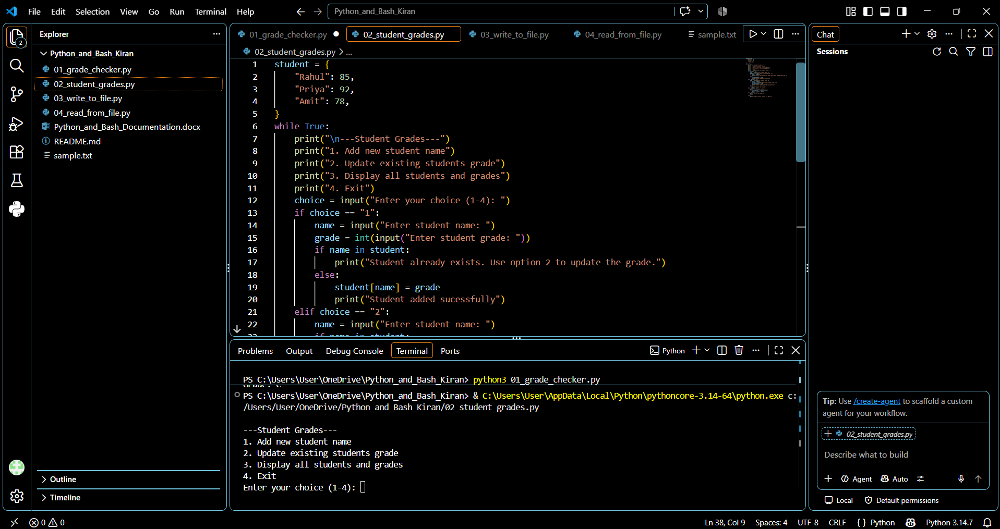 File Edit Selection View Go Run Terminal Help
Python_and_Bash_Kiran
Explorer
2
Python_and_Bash_Kiran
01_grade_checker.py
02_student_grades.py
03_write_to_file.py
04_read_from_file.py
Python_and_Bash_Documentation.docx
README.md
sample.txt
Outline
Timeline
01_grade_checker.py 02_student_grades.py 03_write_to_file.py 04_read_from_file.py sample.txt
02_student_grades.py > ...
1 student = {
2 "Rahul": 85,
3 "Priya": 92,
4 "Amit": 78,
5 }
6 while True:
7 print("\n---Student Grades---")
8 print("1. Add new student name")
9 print("2. Update existing students grade")
10 print("3. Display all students and grades")
11 print("4. Exit")
12 choice = input("Enter your choice (1-4): ")
13 if choice == "1":
14 name = input("Enter student name: ")
15 grade = int(input("Enter student grade: "))
16 if name in student:
17 print("Student already exists. Use option 2 to update the grade.")
18 else:
19 student[name] = grade
20 print("Student added sucessfully")
21 elif choice == "2":
22 name = input("Enter student name: ")
23 if name in student:
Problems Output Debug Console Terminal Ports
Python
PS C:\Users\User\OneDrive\Python_and_Bash_Kiran> python3 01_grade_checker.py
Grade: C
PS C:\Users\User\OneDrive\Python_and_Bash_Kiran> & C:\Users\User\AppData\Local\Python\pythoncore-3.14-64\python.exe c:
/Users/User/OneDrive/Python_and_Bash_Kiran/02_student_grades.py
---Student Grades---
1. Add new student name
2. Update existing students grade
3. Display all students and grades
4. Exit
Enter your choice (1-4):
Chat
Sessions
Tip: Use /create-agent to scaffold a custom
agent for your workflow.
02_student_grades.py
Describe what to build
Agent Auto
Local Default permissions
0 0
Ln 38, Col 9 Spaces: 4 UTF-8 CRLF { } Python Python 3.14.7